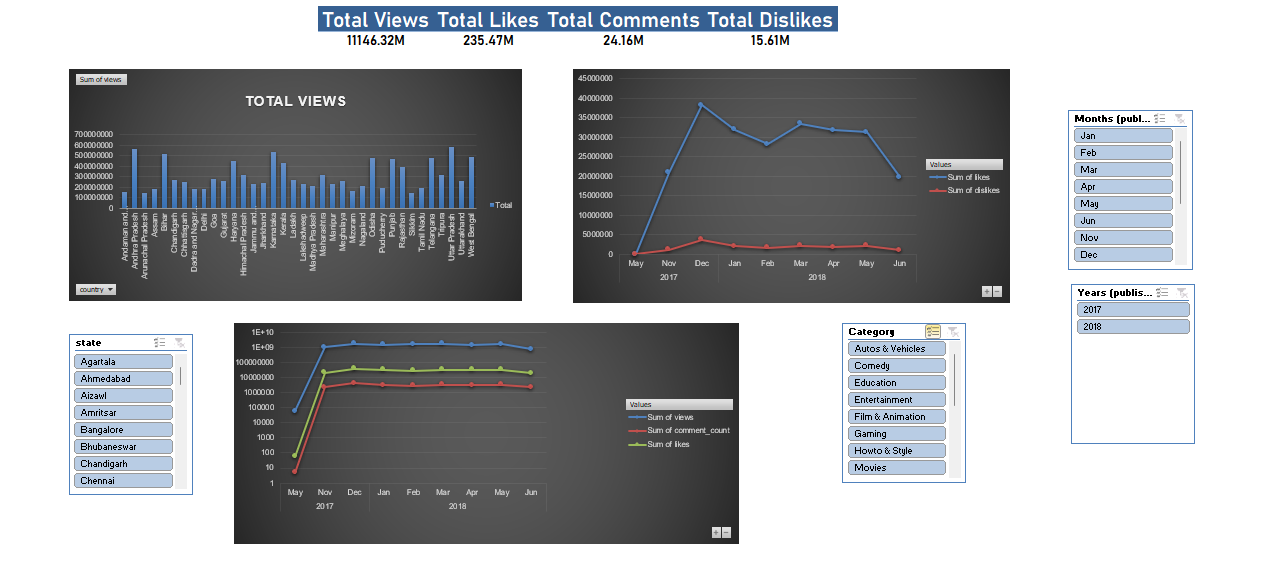 Total Views Total Likes Total Comments Total Dislikes
11146.32M 235.47M 24.16M 15.61M
Sum of views
TOTAL VIEWS
700000000
600000000
500000000
400000000
300000000
200000000
100000000
0
Andaman and...
Andhra Pradesh
Arunachal Pradesh
Assam
Bihar
Chandigarh
Chhattisgarh
Dadra and Nagar...
Delhi
Goa
Gujarat
Haryana
Himachal Pradesh
Jammu and...
Jharkhand
Karnataka
Kerala
Ladakh
Lakshadweep
Madhya Pradesh
Maharashtra
Manipur
Meghalaya
Mizoram
Nagaland
Odisha
Puducherry
Punjab
Rajasthan
Sikkim
Tamil Nadu
Telangana
Tripura
Uttar Pradesh
Uttarakhand
West Bengal
Total
country
45000000
40000000
35000000
30000000
25000000
20000000
15000000
10000000
5000000
0
May Nov Dec Jan Feb Mar Apr May Jun
2017 2018
Values
Sum of likes
Sum of dislikes
+ −
Months (publ...
Jan
Feb
Mar
Apr
May
Jun
Nov
Dec
Years (publis...
2017
2018
state
Agartala
Ahmedabad
Aizawl
Amritsar
Bangalore
Bhubaneswar
Chandigarh
Chennai
1E+10
1E+09
100000000
10000000
1000000
100000
10000
1000
100
10
1
May Nov Dec Jan Feb Mar Apr May Jun
2017 2018
Values
Sum of views
Sum of comment_count
Sum of likes
+ −
Category
Autos & Vehicles
Comedy
Education
Entertainment
Film & Animation
Gaming
Howto & Style
Movies